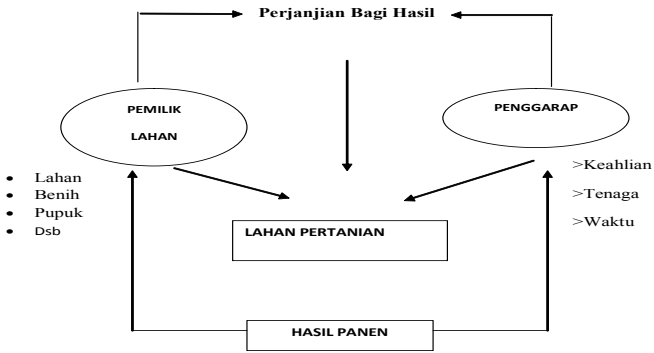 Perjanjian Bagi Hasil
PEMILIK
LAHAN
PENGGARAP
• Lahan
• Benih
• Pupuk
• Dsb
>Keahlian
>Tenaga
>Waktu
LAHAN PERTANIAN
HASIL PANEN